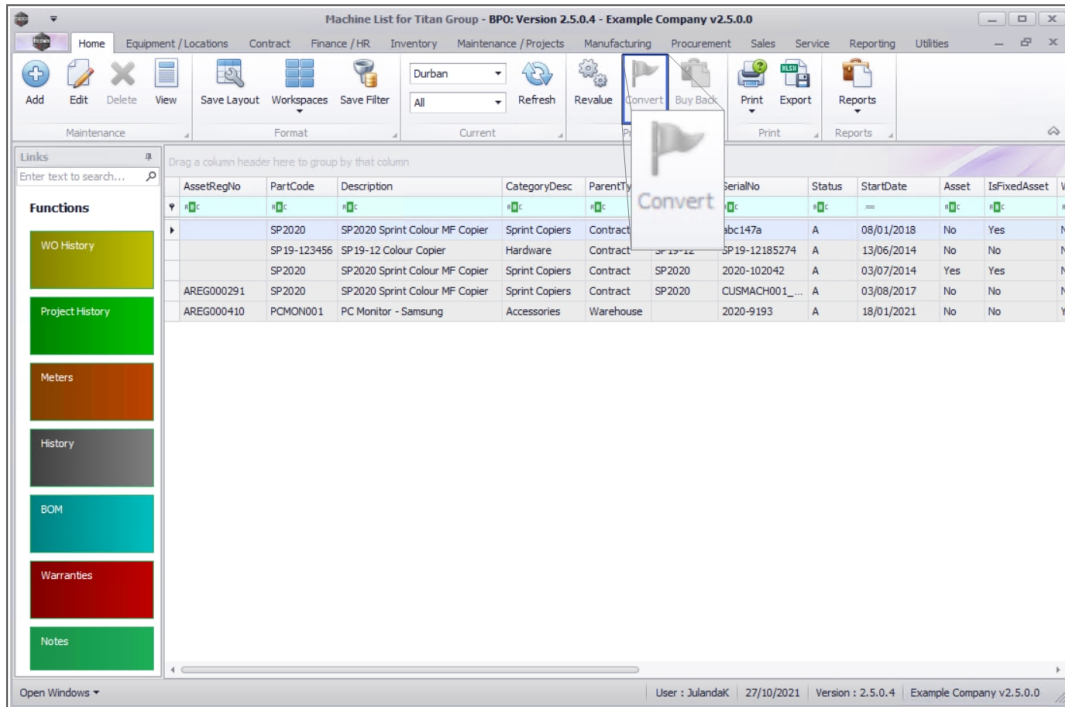 Machine List for Titan Group - BPO: Version 2.5.0.4 - Example Company v2.5.0.0
Home Equipment / Locations Contract Finance / HR Inventory Maintenance / Projects Manufacturing Procurement Sales Service Reporting Utilities
Durban
Add Edit Delete View Save Layout Workspaces Save Filter Refresh Revalue Convert Buy Back Print Export Reports
All
Maintenance Format Current Print Reports
Convert
Links
Drag a column header here to group by that column
Enter text to search...
AssetRegNo PartCode Description CategoryDesc ParentTy SerialNo Status StartDate Asset IsFixedAsset
Functions
SP2020 SP2020 Sprint Colour MF Copier Sprint Copiers Contract abc147a A 08/01/2018 No Yes
WO History
SP19-123456 SP19-12 Colour Copier Hardware Contract SP19-12 SP19-12185274 A 13/06/2014 No No
SP2020 SP2020 Sprint Colour MF Copier Sprint Copiers Contract SP2020 2020-102042 A 03/07/2014 Yes Yes
AREG000291 SP2020 SP2020 Sprint Colour MF Copier Sprint Copiers Contract SP2020 CUSMACH001_... A 03/08/2017 No No
AREG000410 PCMON001 PC Monitor - Samsung Accessories Warehouse 2020-9193 A 18/01/2021 No No
Project History
Meters
History
BOM
Warranties
Notes
Open Windows User : JulandaK 27/10/2021 Version : 2.5.0.4 Example Company v2.5.0.0